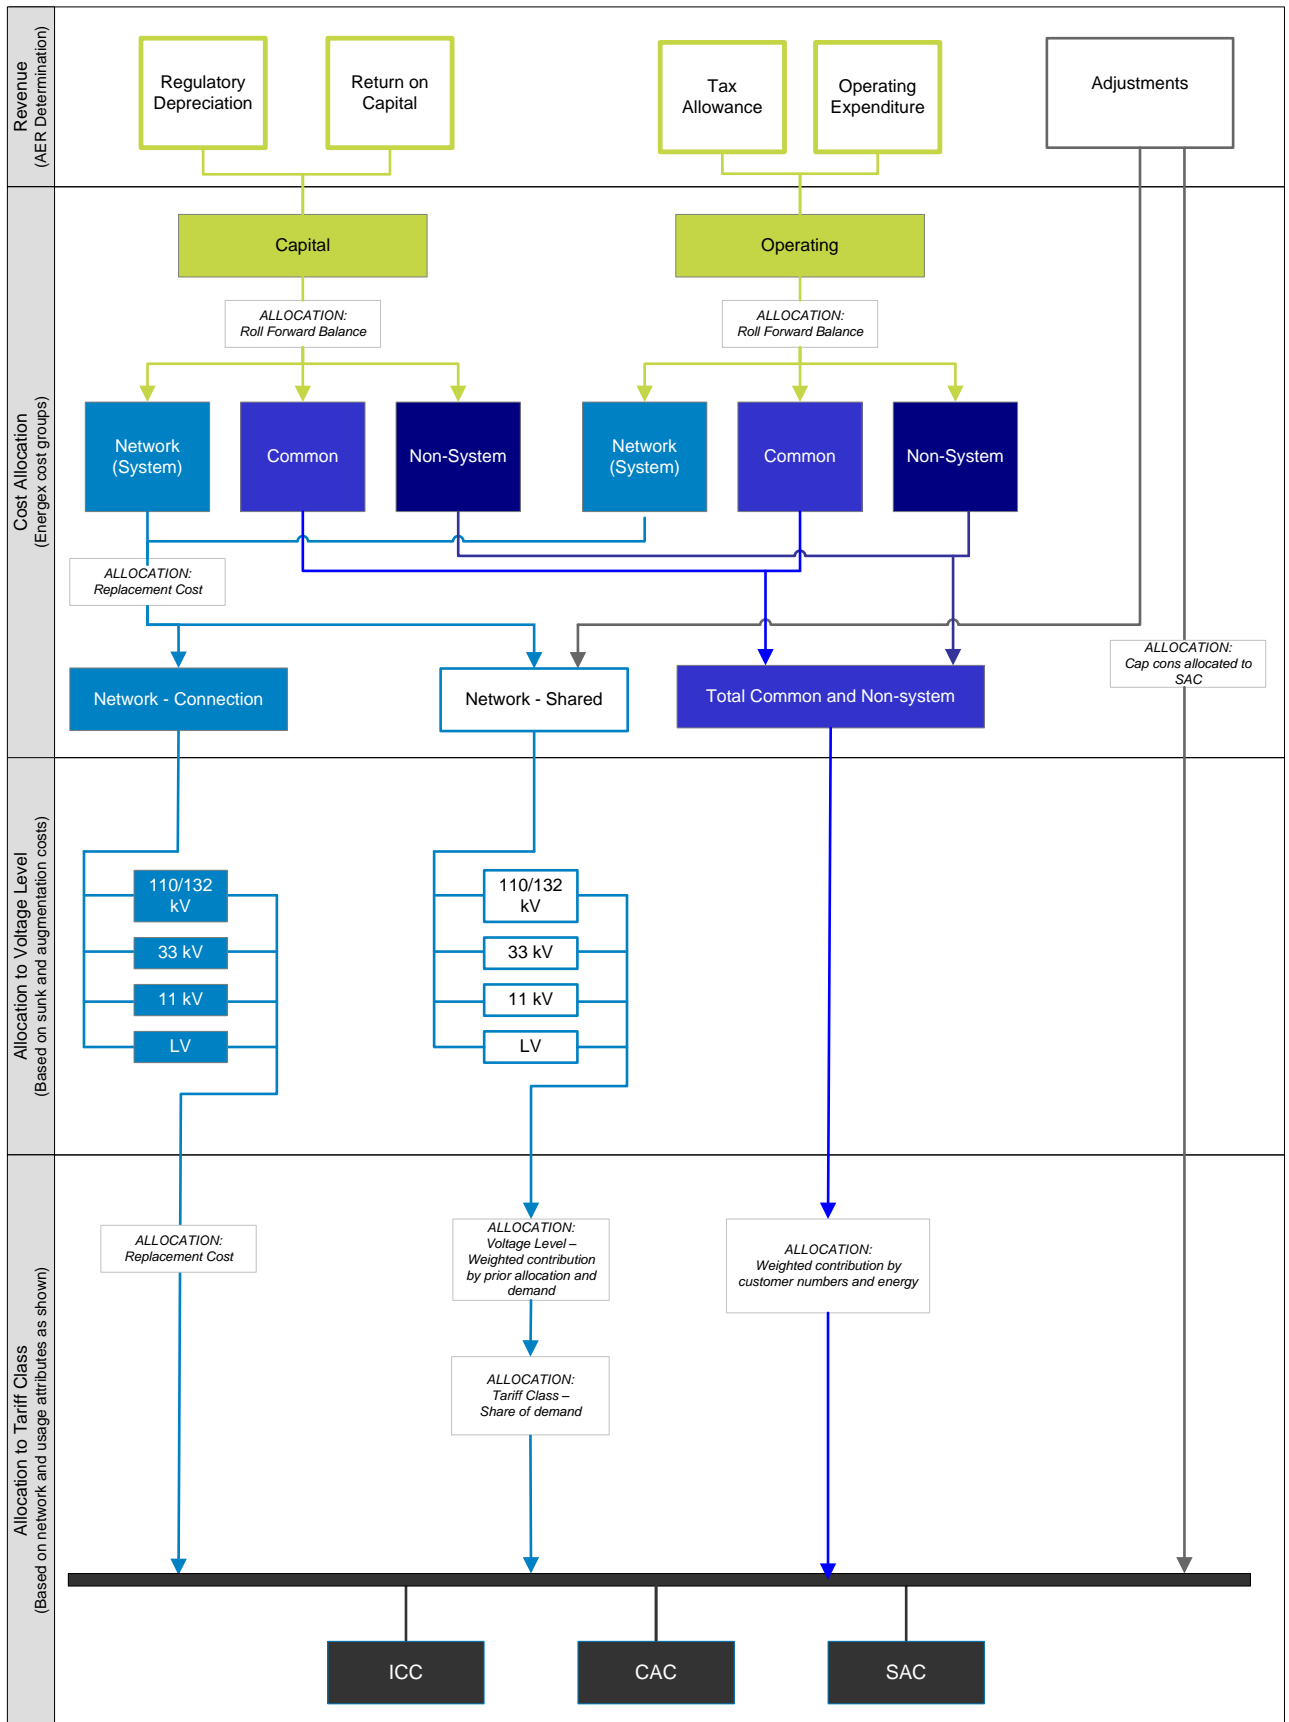 Revenue
(AER Determination)
Regulatory
Depreciation
Return on
Capital
Tax
Allowance
Operating
Expenditure
Adjustments
Cost Allocation
(Energex cost groups)
Capital
Operating
ALLOCATION:
Roll Forward Balance
ALLOCATION:
Roll Forward Balance
Network
(System)
Common
Non-System
Network
(System)
Common
Non-System
ALLOCATION:
Replacement Cost
ALLOCATION:
Cap cons allocated to
SAC
Network - Connection
Network - Shared
Total Common and Non-system
Allocation to Voltage Level
(Based on sunk and augmentation costs)
110/132
kV
33 kV
11 kV
LV
110/132
kV
33 kV
11 kV
LV
Allocation to Tariff Class
(Based on network and usage attributes as shown)
ALLOCATION:
Replacement Cost
ALLOCATION:
Voltage Level –
Weighted contribution
by prior allocation and
demand
ALLOCATION:
Weighted contribution by
customer numbers and energy
ALLOCATION:
Tariff Class –
Share of demand
ICC
CAC
SAC